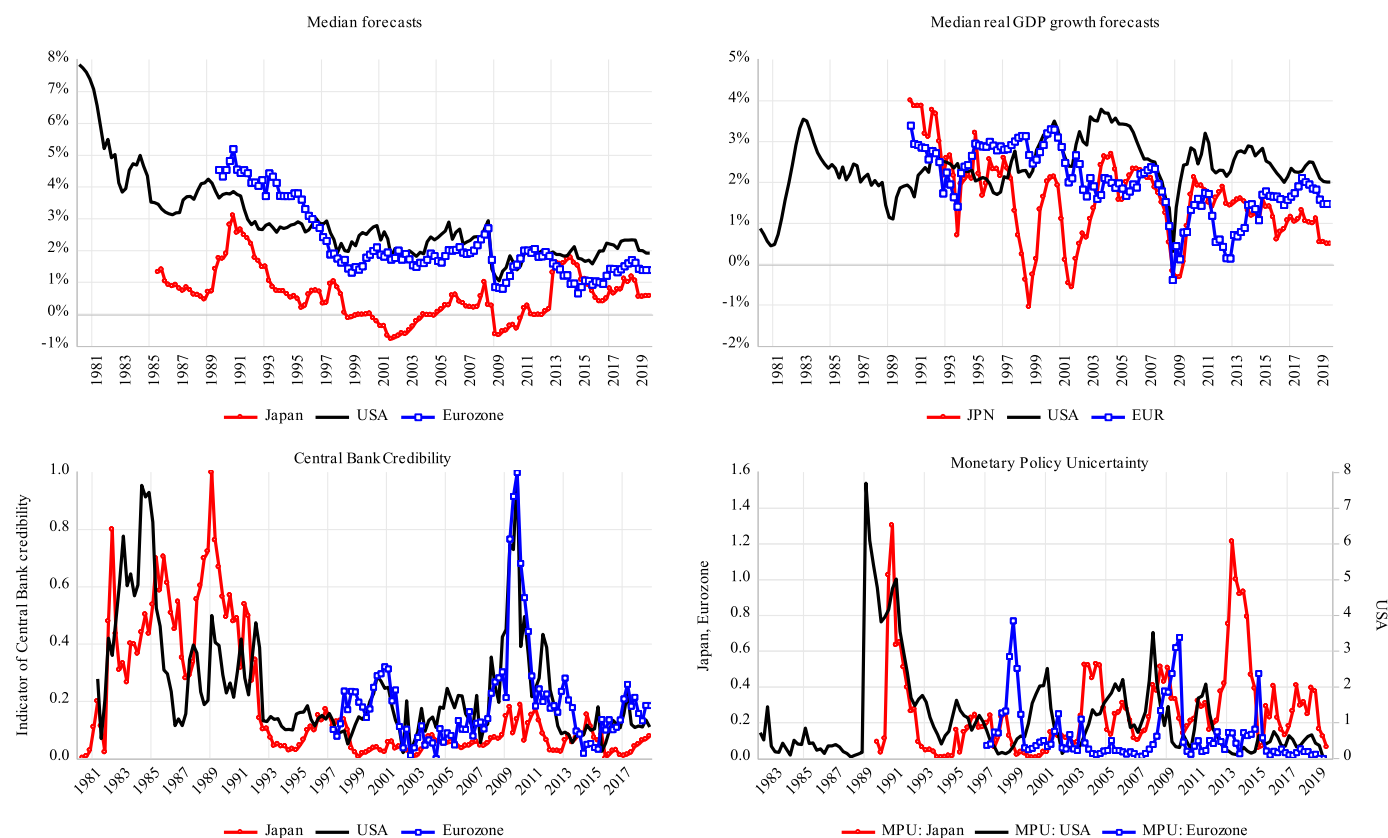 Median forecasts
8%
7%
6%
5%
4%
3%
2%
1%
0%
-1%
1981 1983 1985 1987 1989 1991 1993 1995 1997 1999 2001 2003 2005 2007 2009 2011 2013 2015 2017 2019
Japan USA Eurozone
Median real GDP growth forecasts
5%
4%
3%
2%
1%
0%
-1%
-2%
1981 1983 1985 1987 1989 1991 1993 1995 1997 1999 2001 2003 2005 2007 2009 2011 2013 2015 2017 2019
JPN USA EUR
Central Bank Credibility
Indicator of Central Bank credibility
1.0
0.8
0.6
0.4
0.2
0.0
1981 1983 1985 1987 1989 1991 1993 1995 1997 1999 2001 2003 2005 2007 2009 2011 2013 2015 2017
Japan USA Eurozone
Monetary Policy Unicertainty
Japan, Eurozone
1.6
1.4
1.2
1.0
0.8
0.6
0.4
0.2
0.0
8
7
6
5
4
3
2
1
0
USA
1983 1985 1987 1989 1991 1993 1995 1997 1999 2001 2003 2005 2007 2009 2011 2013 2015 2017 2019
MPU: Japan MPU: USA MPU: Eurozone